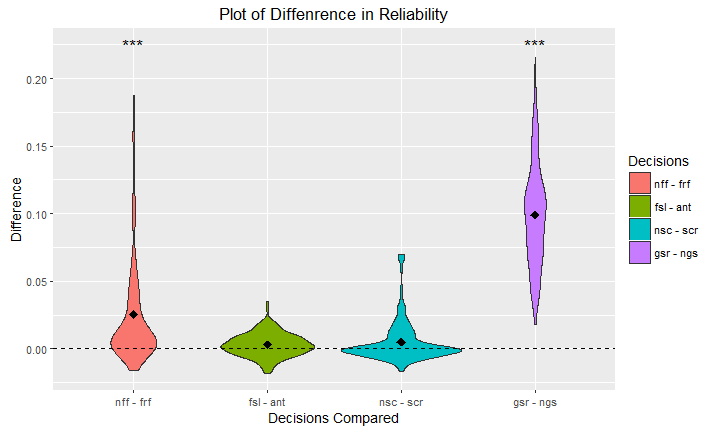 Plot of Diffenrence in Reliability
*** ***
0.20
0.15
0.10
0.05
0.00
Difference
nff - frf fsl - ant nsc - scr gsr - ngs
Decisions Compared
Decisions
nff - frf
fsl - ant
nsc - scr
gsr - ngs